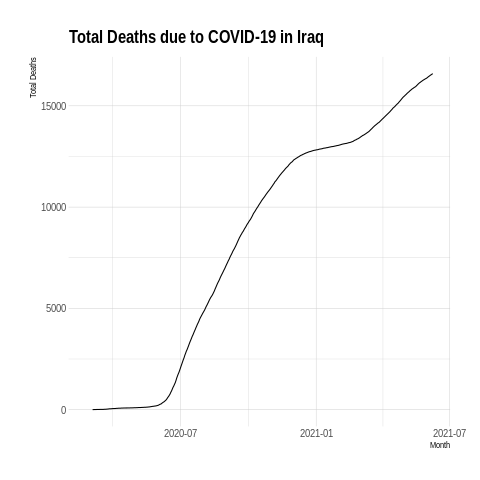 Total Deaths due to COVID-19 in Iraq
Total Deaths
15000
10000
5000
0
2020-07
2021-01
2021-07
Month